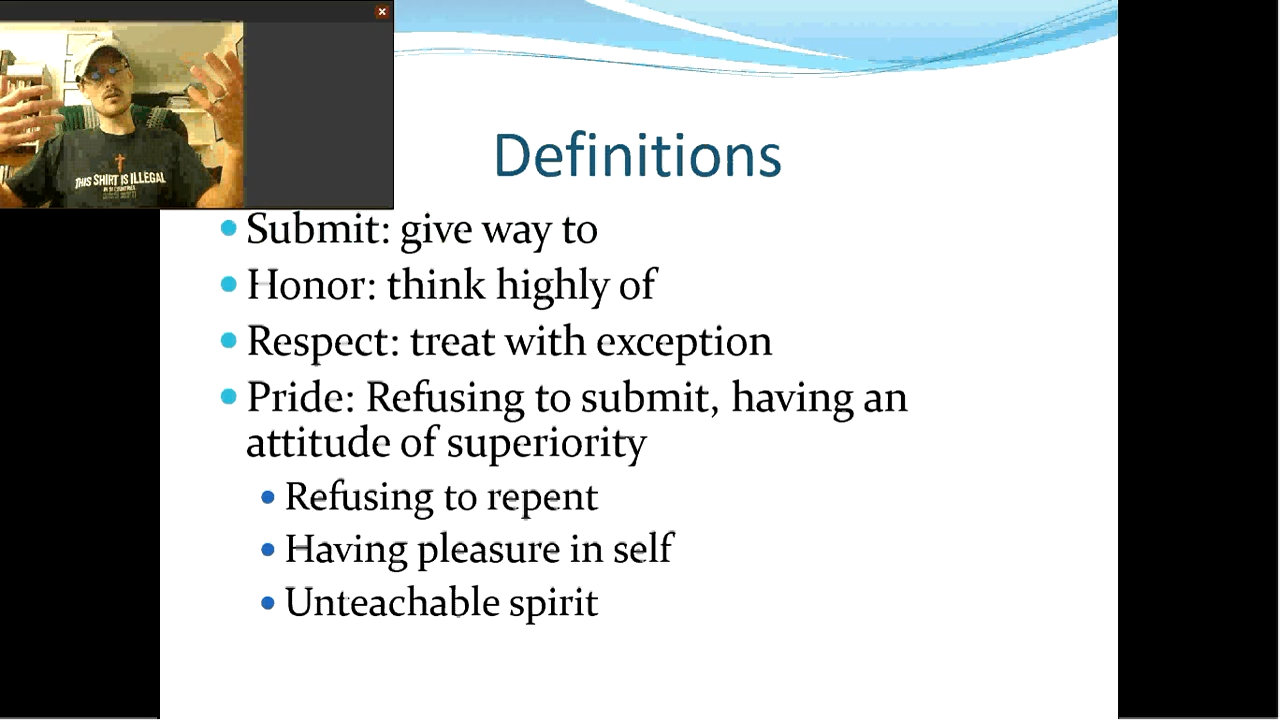 THIS SHIRT IS ILLEGAL
Definitions
Submit: give way to
Honor: think highly of
Respect: treat with exception
Pride: Refusing to submit, having an
attitude of superiority
Refusing to repent
Having pleasure in self
Unteachable spirit